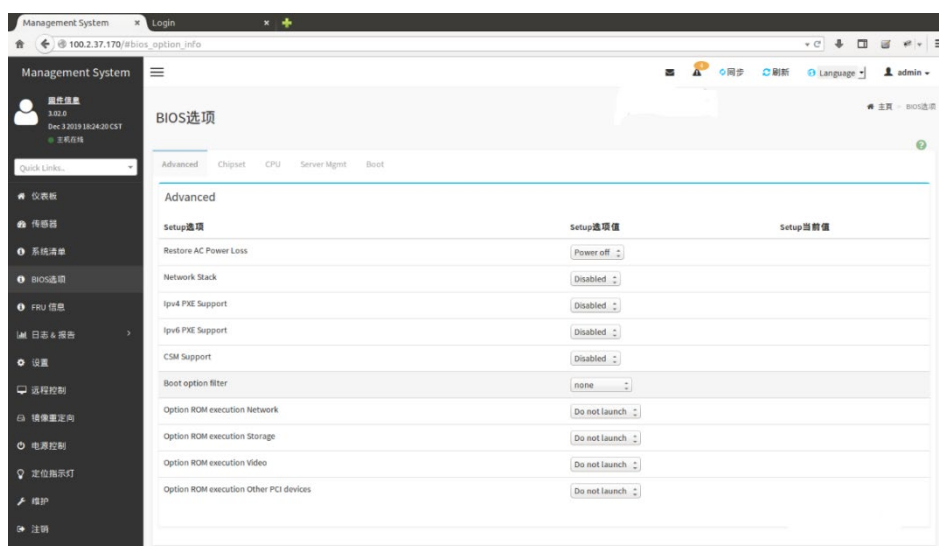 Management System
Login
100.2.37.170/#bios_option_info
Management System
同步
刷新
Language
admin
固件信息
3.02.0
Dec 3 2019 18:24:20 CST
主机在线
BIOS选项
主页 - BIOS选项
Quick Links..
Advanced Chipset CPU Server Mgmt Boot
仪表板
传感器
系统清单
BIOS选项
FRU 信息
日志 & 报告
设置
远程控制
镜像重定向
电源控制
定位指示灯
维护
注销
Advanced
Setup选项 Setup选项值 Setup当前值
Restore AC Power Loss Power off
Network Stack Disabled
Ipv4 PXE Support Disabled
Ipv6 PXE Support Disabled
CSM Support Disabled
Boot option filter none
Option ROM execution Network Do not launch
Option ROM execution Storage Do not launch
Option ROM execution Video Do not launch
Option ROM execution Other PCI devices Do not launch